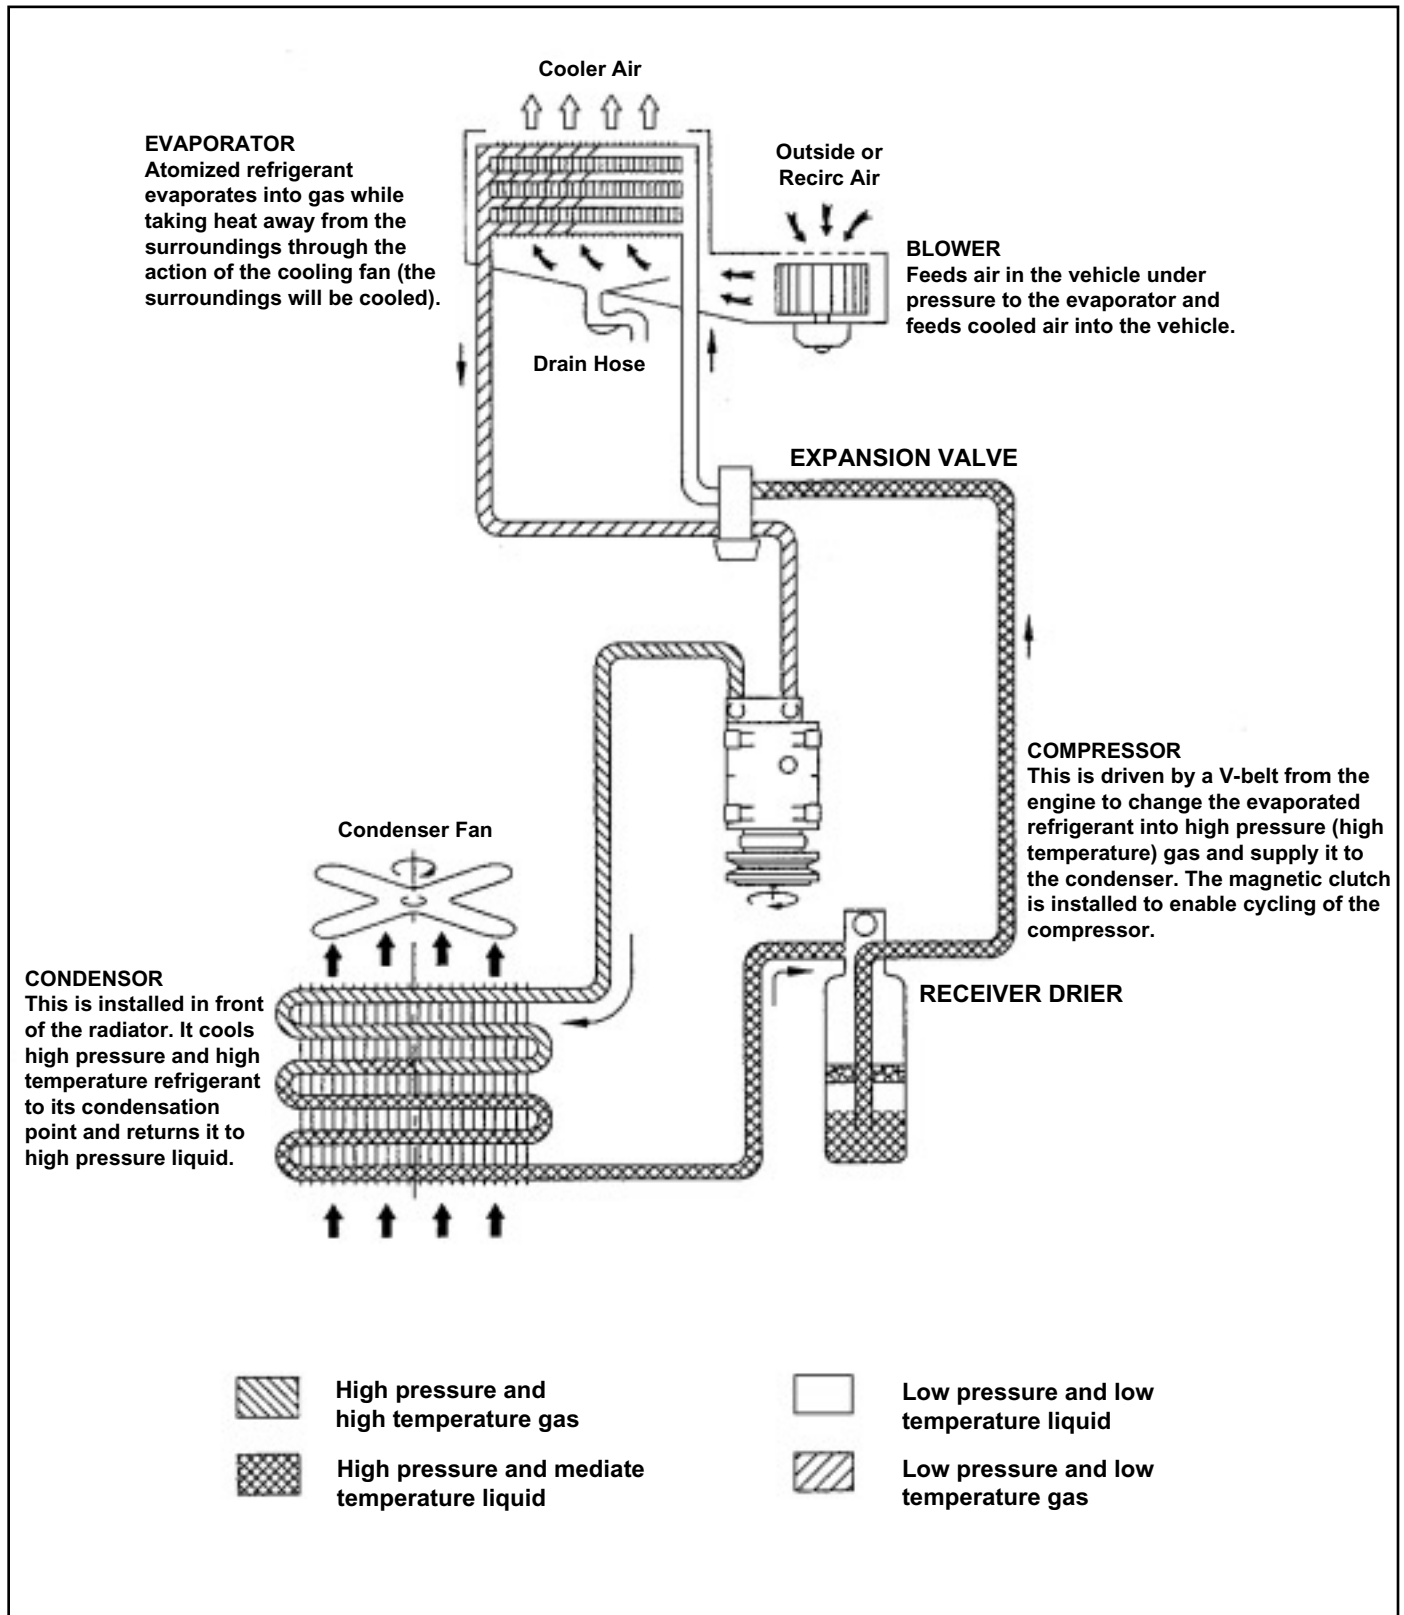 Cooler Air
EVAPORATOR
Atomized refrigerant
evaporates into gas while
taking heat away from the
surroundings through the
action of the cooling fan (the
surroundings will be cooled).
Outside or
Recirc Air
BLOWER
Feeds air in the vehicle under
pressure to the evaporator and
feeds cooled air into the vehicle.
Drain Hose
EXPANSION VALVE
COMPRESSOR
This is driven by a V-belt from the
engine to change the evaporated
refrigerant into high pressure (high
temperature) gas and supply it to
the condenser. The magnetic clutch
is installed to enable cycling of the
compressor.
Condenser Fan
CONDENSOR
This is installed in front
of the radiator. It cools
high pressure and high
temperature refrigerant
to its condensation
point and returns it to
high pressure liquid.
RECEIVER DRIER
High pressure and
high temperature gas
High pressure and mediate
temperature liquid
Low pressure and low
temperature liquid
Low pressure and low
temperature gas